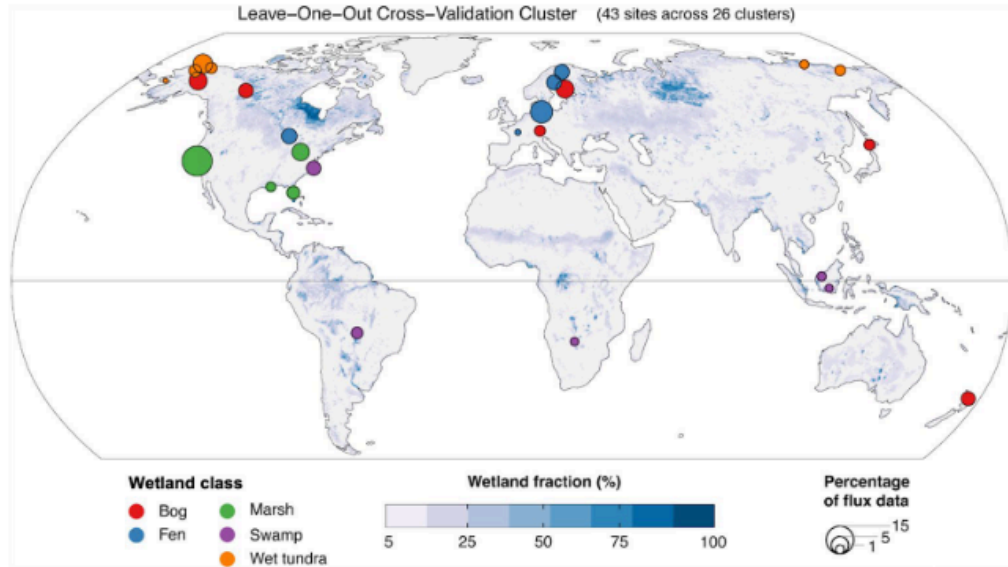 Leave-One-Out Cross-Validation Cluster (43 sites across 26 clusters)
Wetland class
Bog
Fen
Marsh
Swamp
Wet tundra
Wetland fraction (%)
5 25 50 75 100
Percentage
of flux data
15
5
1